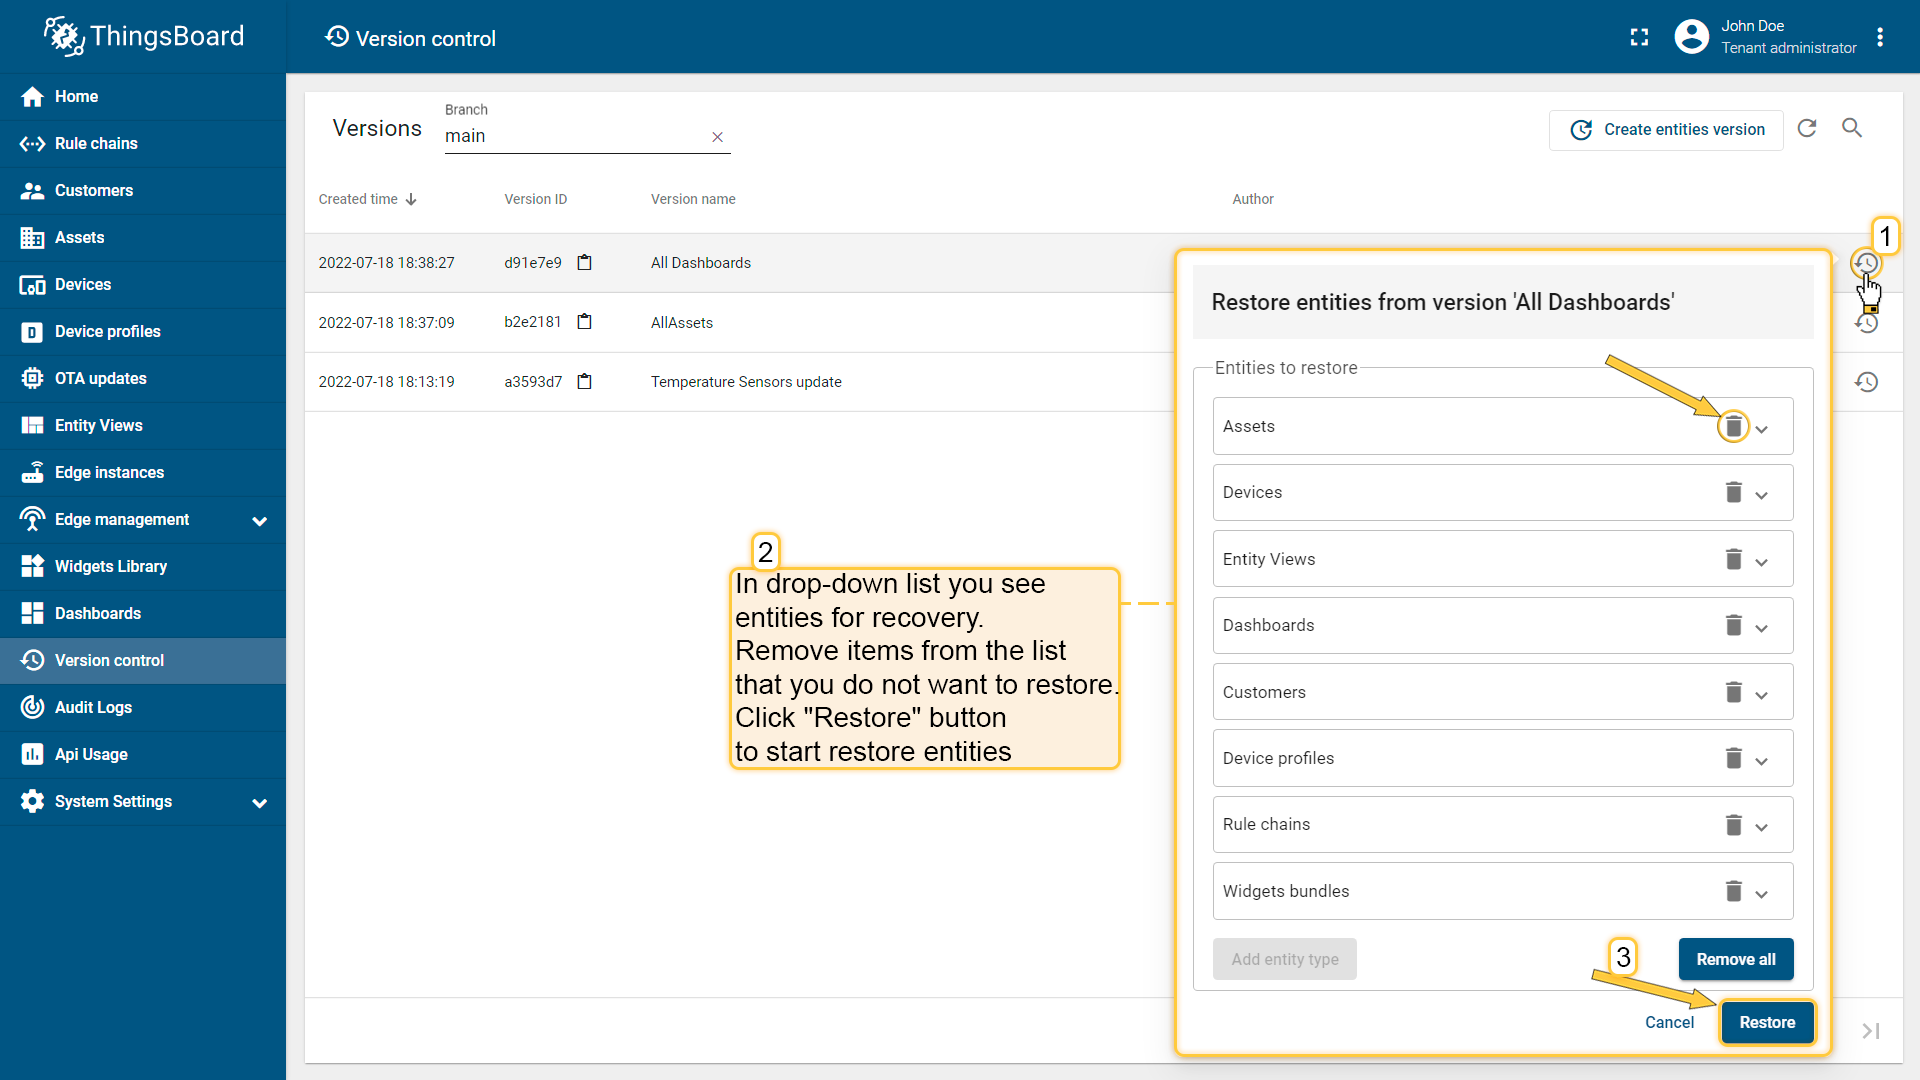 ThingsBoard
Version control
John Doe
Tenant administrator
Home
Rule chains
Customers
Assets
Devices
Device profiles
OTA updates
Entity Views
Edge instances
Edge management
Widgets Library
Dashboards
Version control
Audit Logs
Api Usage
System Settings
Versions
Branch
main
Create entities version
Created time
Version ID
Version name
Author
2022-07-18 18:38:27
d91e7e9
All Dashboards
2022-07-18 18:37:09
b2e2181
AllAssets
2022-07-18 18:13:19
a3593d7
Temperature Sensors update
1
2
In drop-down list you see
entities for recovery.
Remove items from the list
that you do not want to restore.
Click "Restore" button
to start restore entities
Restore entities from version 'All Dashboards'
Entities to restore
Assets
Devices
Entity Views
Dashboards
Customers
Device profiles
Rule chains
Widgets bundles
Add entity type
Remove all
3
Cancel
Restore